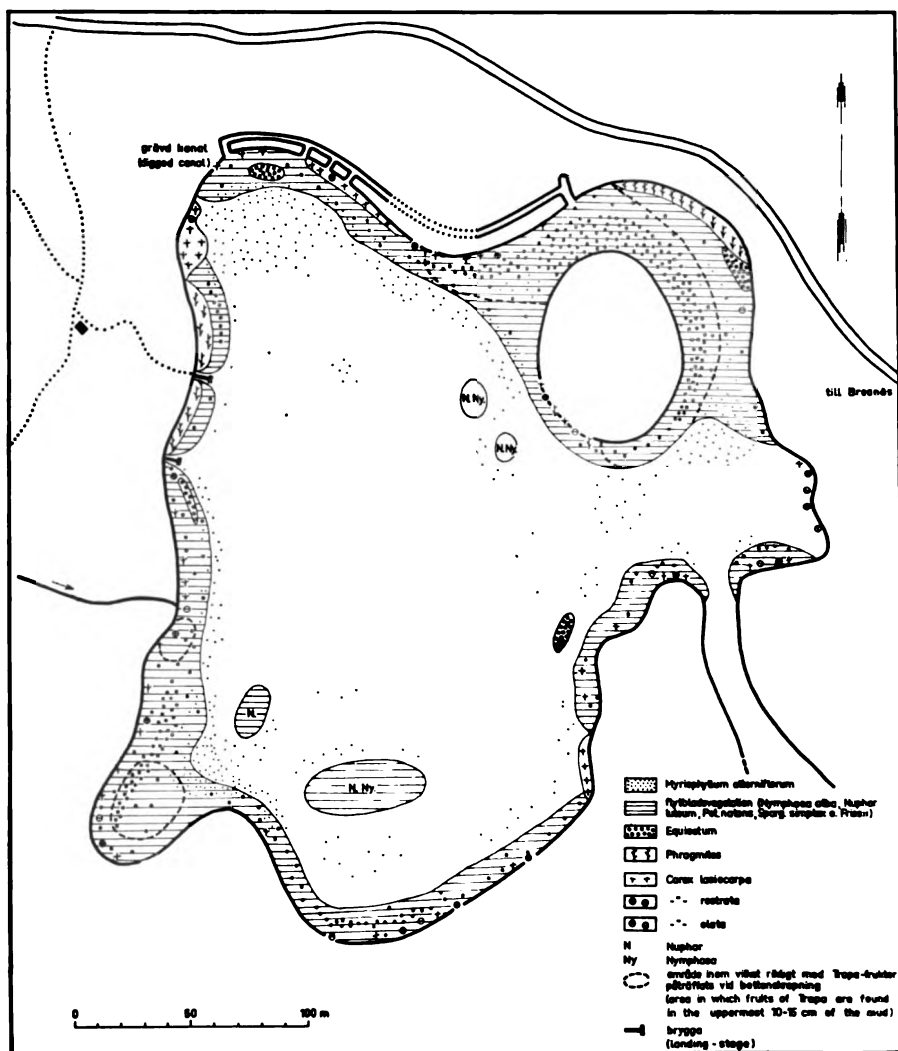 grävd kanal
(digged canal)
till Bresnäs
N. Ny.
N.Ny.
N.
N. Ny.
Myriophyllum alterniflorum
Flytbladsvegetation (Nymphaea alba, Nuphar
luteum, Pot. natans, Sparg. simplex o. Friesii)
Equisetum
Phragmites
Carex lasiocarpa
-"- rostrata
-"- elata
N Nuphar
Ny Nymphaea
område inom vilket rikligt med Trapa-frukter
påträffats vid bottenskrapning
(area in which fruits of Trapa are found
in the uppermost 10-15 cm of the mud)
brygga
(landing-stage)
0 50 100 m